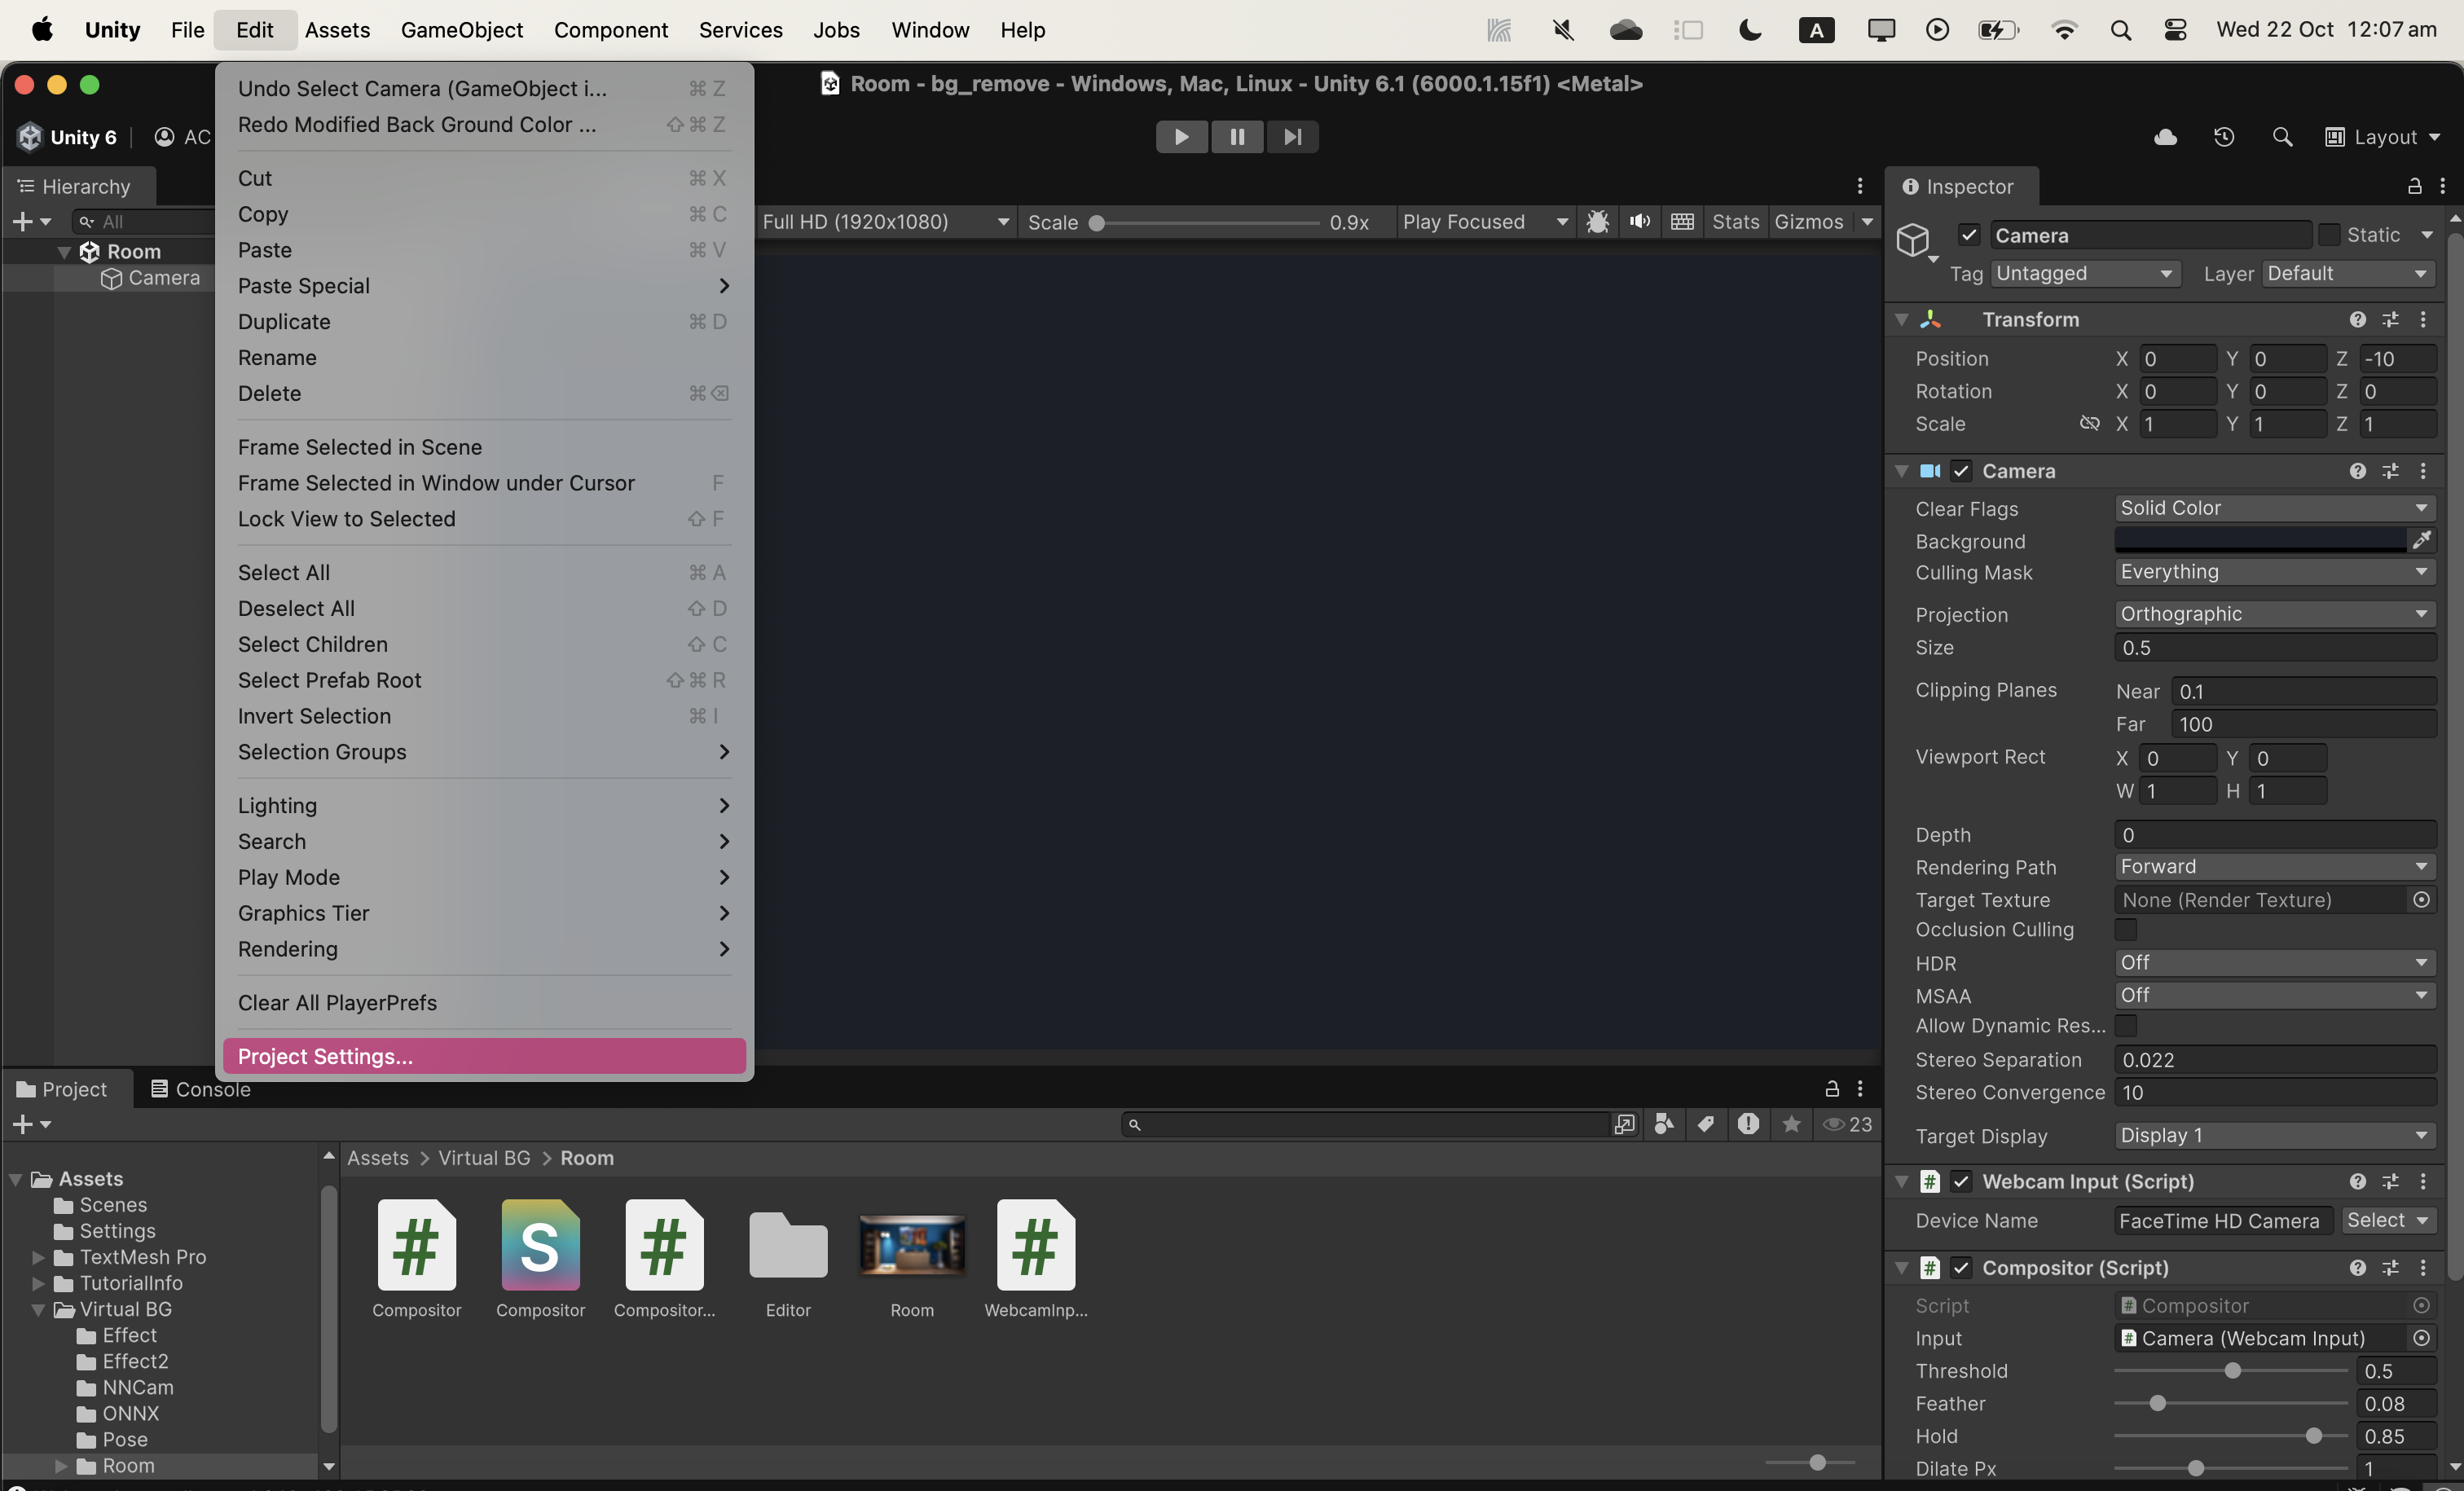 Unity File Edit Assets GameObject Component Services Jobs Window Help A Wed 22 Oct 12:07 am
Room - bg_remove - Windows, Mac, Linux - Unity 6.1 (6000.1.15f1) <Metal>
Unity 6 AC Layout
Undo Select Camera (GameObject i... ⌘ Z
Redo Modified Back Ground Color ... ⇧ ⌘ Z
Cut ⌘ X
Copy ⌘ C
Paste ⌘ V
Paste Special
Duplicate ⌘ D
Rename
Delete ⌘ ⌫
Frame Selected in Scene
Frame Selected in Window under Cursor F
Lock View to Selected ⇧ F
Select All ⌘ A
Deselect All ⇧ D
Select Children ⇧ C
Select Prefab Root ⇧ ⌘ R
Invert Selection ⌘ I
Selection Groups
Lighting
Search
Play Mode
Graphics Tier
Rendering
Clear All PlayerPrefs
Project Settings...
Hierarchy
All
Room
Camera
Full HD (1920x1080) Scale 0.9x Play Focused Stats Gizmos
Inspector
Camera Static
Tag Untagged Layer Default
Transform
Position X 0 Y 0 Z -10
Rotation X 0 Y 0 Z 0
Scale X 1 Y 1 Z 1
Camera
Clear Flags Solid Color
Background
Culling Mask Everything
Projection Orthographic
Size 0.5
Clipping Planes Near 0.1
Far 100
Viewport Rect X 0 Y 0
W 1 H 1
Depth 0
Rendering Path Forward
Target Texture None (Render Texture)
Occlusion Culling
HDR Off
MSAA Off
Allow Dynamic Res...
Stereo Separation 0.022
Stereo Convergence 10
Target Display Display 1
Webcam Input (Script)
Device Name FaceTime HD Camera Select
Compositor (Script)
Script Compositor
Input Camera (Webcam Input)
Threshold 0.5
Feather 0.08
Hold 0.85
Dilate Px 1
Project Console
23
Assets
Scenes
Settings
TextMesh Pro
TutorialInfo
Virtual BG
Effect
Effect2
NNCam
ONNX
Pose
Room
Assets > Virtual BG > Room
# S # #
Compositor Compositor Compositor... Editor Room WebcamInp...